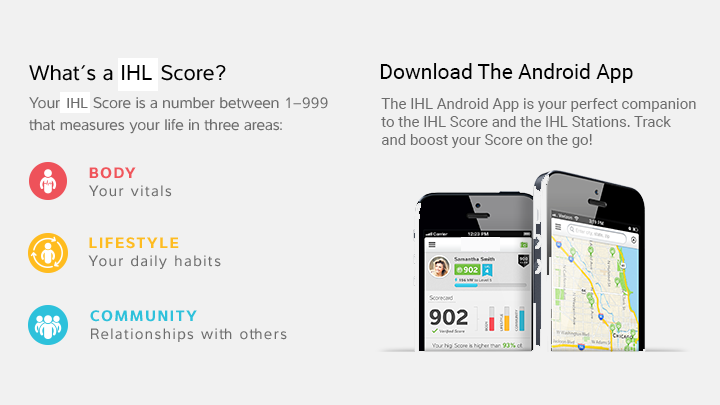 What's a IHL Score?
Your IHL Score is a number between 1–999
that measures your life in three areas:
BODY
Your vitals
LIFESTYLE
Your daily habits
COMMUNITY
Relationships with others
Download The Android App
The IHL Android App is your perfect companion
to the IHL Score and the IHL Stations. Track
and boost your Score on the go!
Carrier 12:23 PM
Samantha Smith
902
Scorecard
902
Verified Score
Your higi Score is higher than 93% of
Verizon
CHICAGO